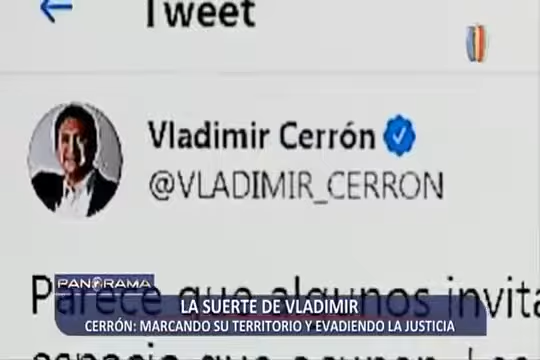 Tweet
Vladimir Cerrón
@VLADIMIR_CERRON
Parece que algunos invita
PANORAMA
LA SUERTE DE VLADIMIR
CERRÓN: MARCANDO SU TERRITORIO Y EVADIENDO LA JUSTICIA